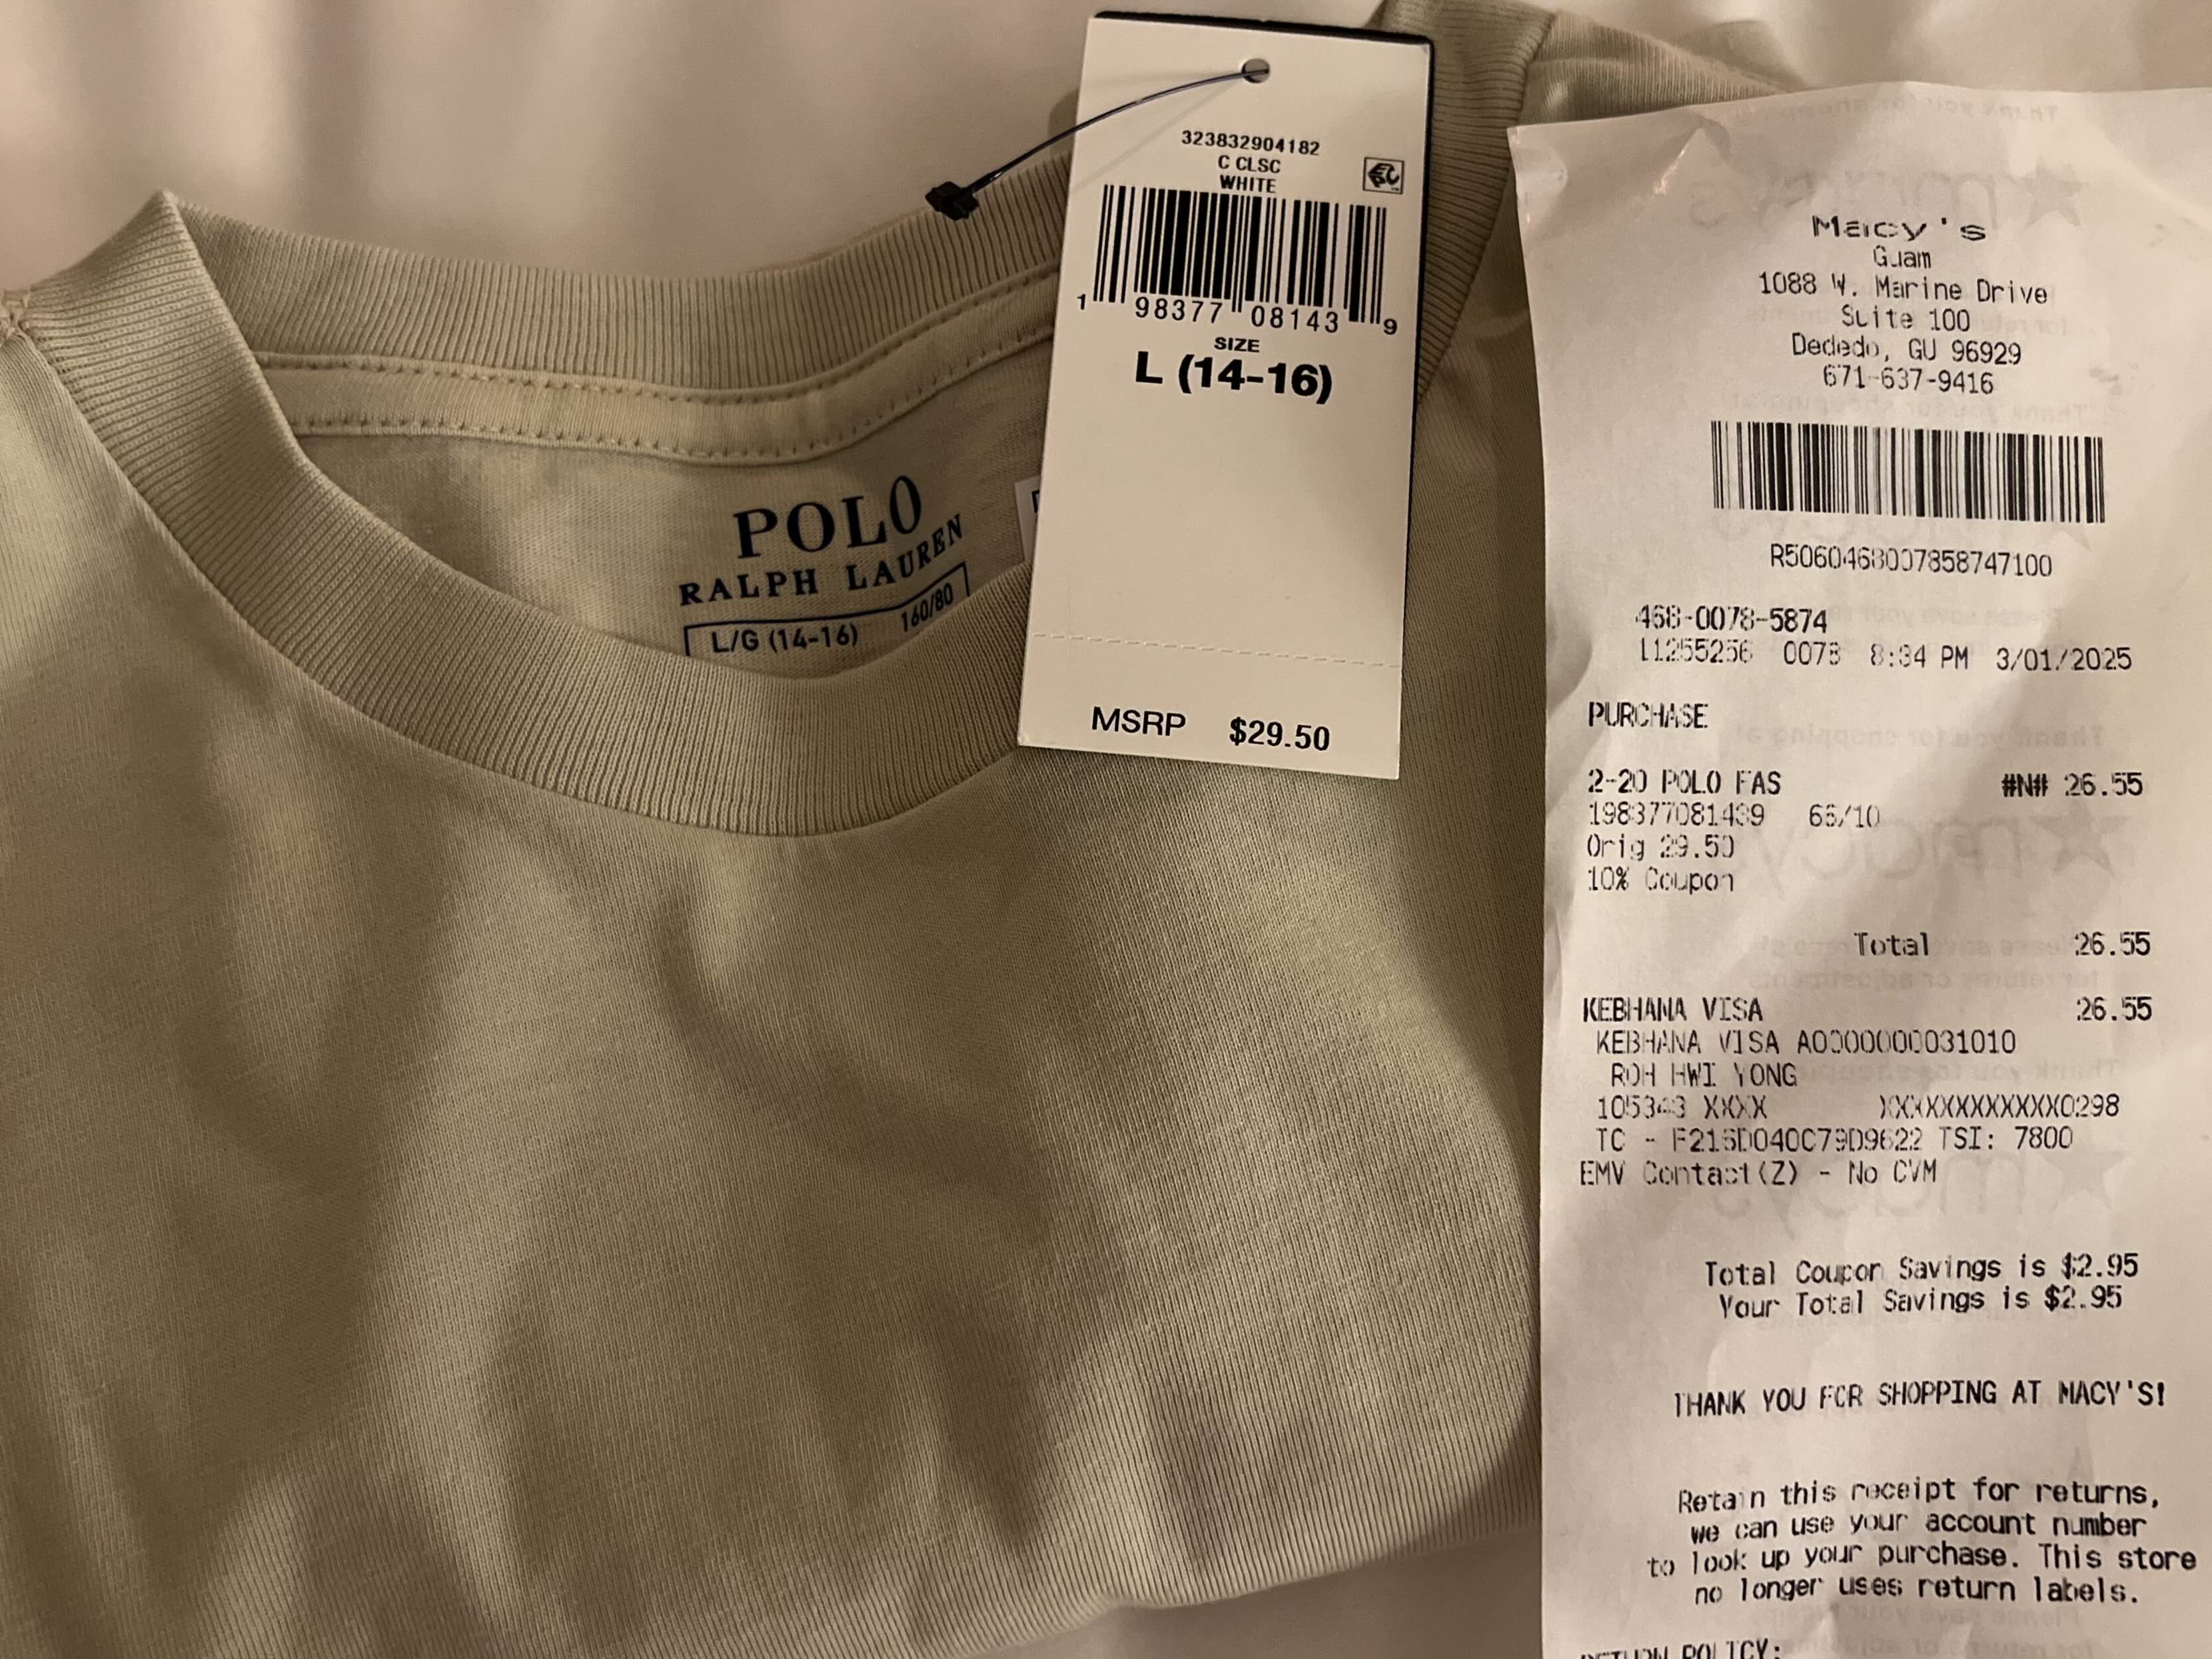 323832904182
C CLSC
WHITE
1 98377 08143 9
SIZE
L (14-16)
MSRP $29.50
POLO
RALPH LAUREN
L/G (14-16) 160/80
Macy's
Guam
1088 W. Marine Drive
Suite 100
Dededo, GU 96929
671-637-9416
R5060468007858747100
468-0078-5874
11255256 0078 8:34 PM 3/01/2025
PURCHASE
2-20 POLO FAS #N# 26.55
198377081439 66/10
Orig 29.50
10% Coupon
Total 26.55
KEBHANA VISA 26.55
KEBHANA VISA A0000000031010
ROH HWI YONG
105343 XXXX XXXXXXXXXXXX0298
TC - F216D040C79D9622 TSI: 7800
EMV Contact(Z) - No CVM
Total Coupon Savings is $2.95
Your Total Savings is $2.95
THANK YOU FOR SHOPPING AT MACY'S!
Retain this receipt for returns,
we can use your account number
to look up your purchase. This store
no longer uses return labels.
RETURN POLICY: